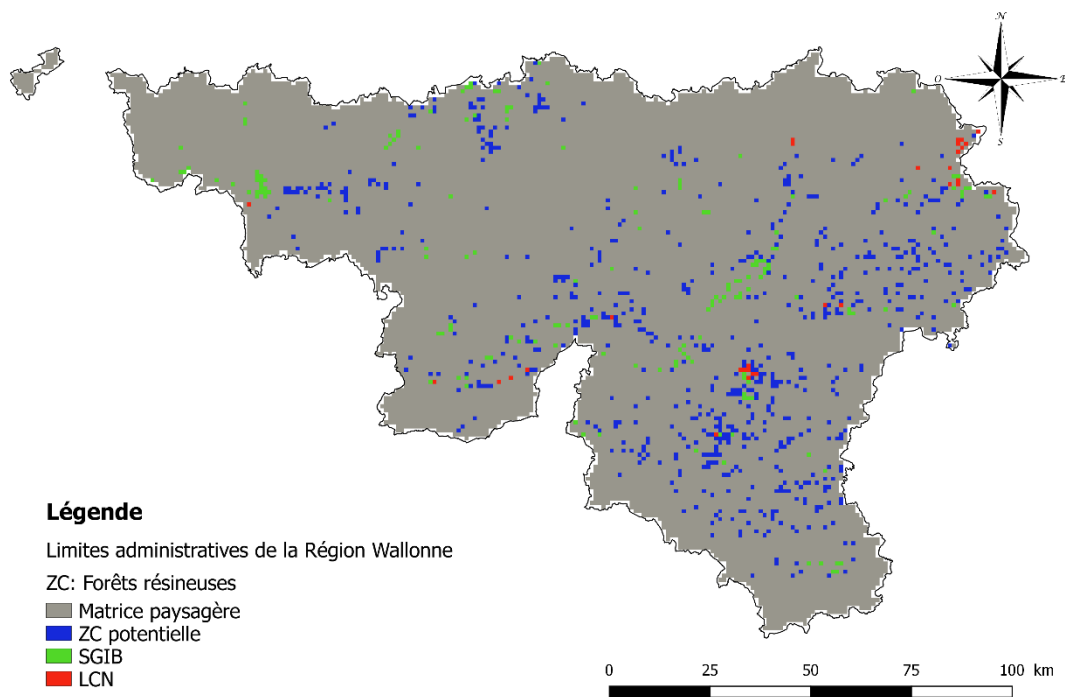 N
O
E
S
Légende
Limites administratives de la Région Wallonne
ZC: Forêts résineuses
Matrice paysagère
ZC potentielle
SGIB
LCN
0 25 50 75 100 km